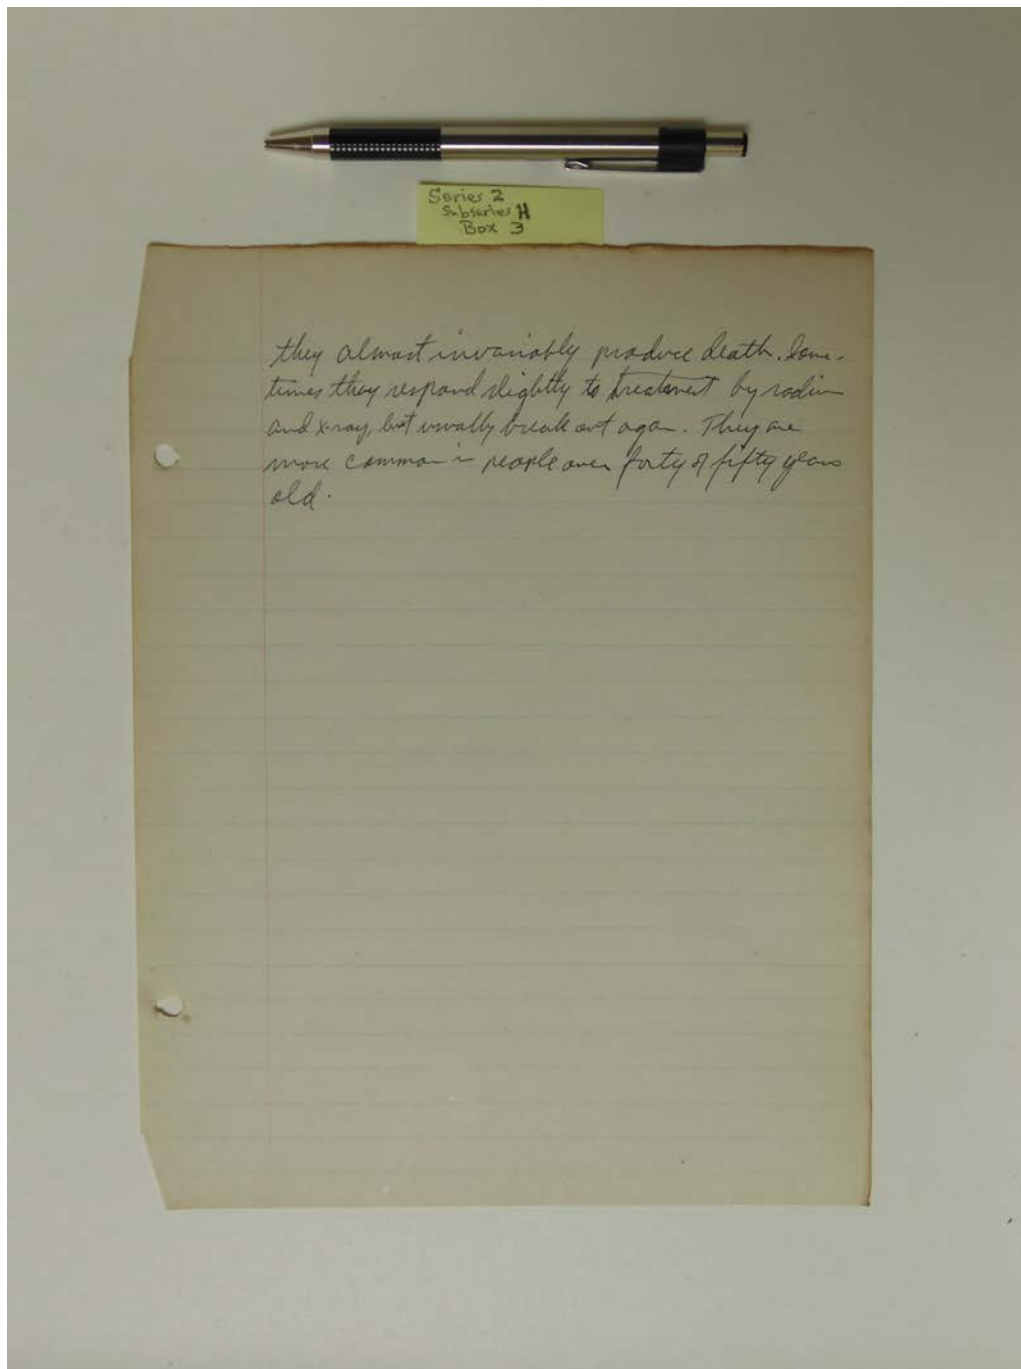 Series 2
Subseries H
Box 3
they almost invariably produce death. Some-
times they respond slightly to treatment by radium
and x-ray, but usually break out again. They are
more common in people over forty or fifty years
old.